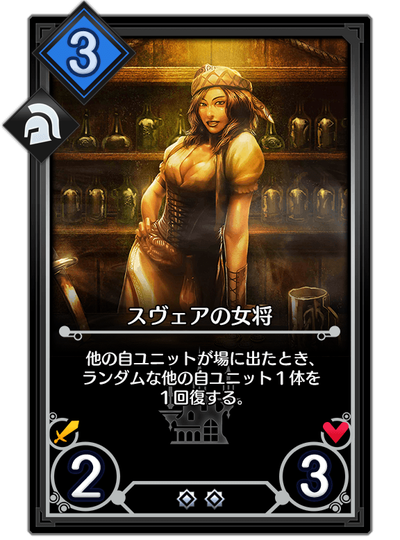 3
スヴェアの女将
他の自ユニットが場に出たとき、
ランダムな他の自ユニット1体を
1回復する。
2
3